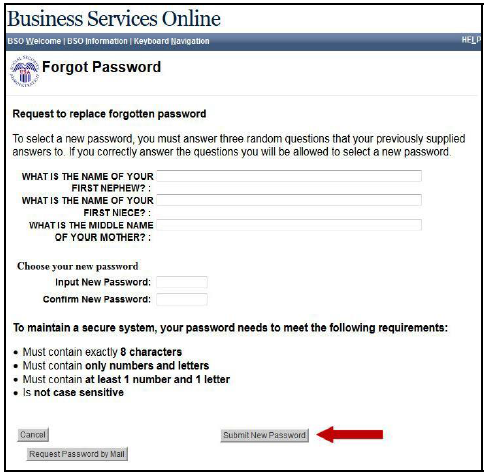 Business Services Online
BSO Welcome | BSO Information | Keyboard Navigation HELP
Forgot Password
Request to replace forgotten password
To select a new password, you must answer three random questions that your previously supplied
answers to. If you correctly answer the questions you will be allowed to select a new password.
WHAT IS THE NAME OF YOUR
FIRST NEPHEW? :
WHAT IS THE NAME OF YOUR
FIRST NIECE? :
WHAT IS THE MIDDLE NAME
OF YOUR MOTHER? :
Choose your new password
Input New Password:
Confirm New Password:
To maintain a secure system, your password needs to meet the following requirements:
• Must contain exactly 8 characters
• Must contain only numbers and letters
• Must contain at least 1 number and 1 letter
• Is not case sensitive
Cancel Submit New Password
Request Password by Mail